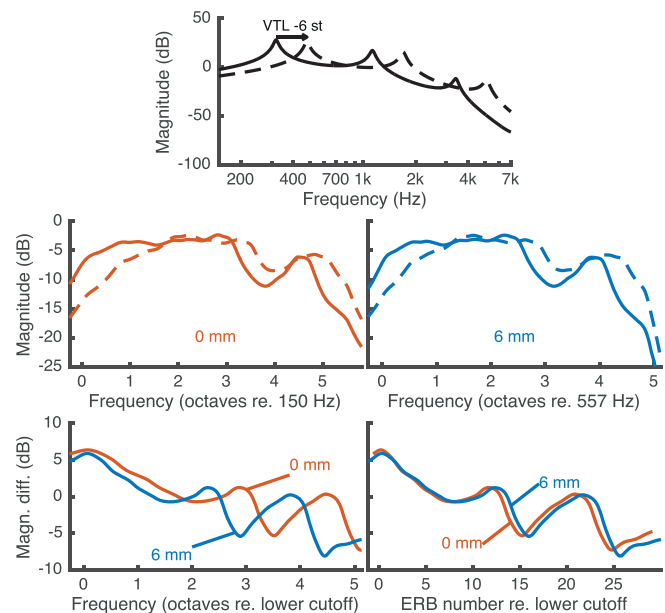 VTL -6 st
50
0
-50
-100
Magnitude (dB)
200 400 700 1k 2k 4k 7k
Frequency (Hz)
0
-5
-10
-15
-20
-25
Magnitude (dB)
0 mm
6 mm
0 1 2 3 4 5
0 1 2 3 4 5
Frequency (octaves re. 150 Hz)
Frequency (octaves re. 557 Hz)
10
5
0
-5
-10
Magn. diff. (dB)
0 mm
6 mm
6 mm
0 mm
0 1 2 3 4 5
0 5 10 15 20 25
Frequency (octaves re. lower cutoff)
ERB number re. lower cutoff